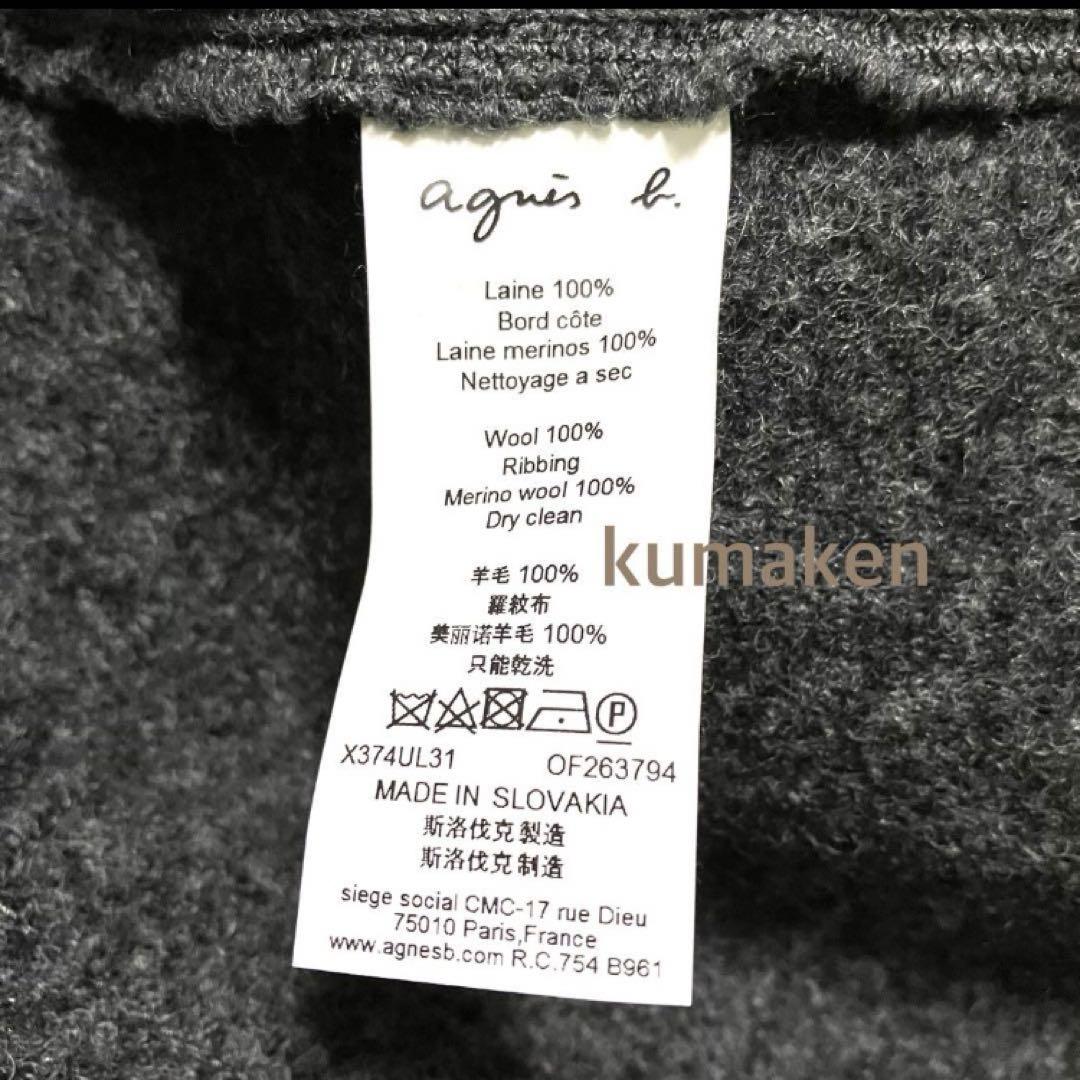 agnès b.
Laine 100%
Bord côte
Laine merinos 100%
Nettoyage a sec
Wool 100%
Ribbing
Merino wool 100%
Dry clean
kumaken
羊毛 100%
羅紋布
美丽诺羊毛 100%
只能乾洗
P
X374UL31 OF263794
MADE IN SLOVAKIA
斯洛伐克製造
斯洛伐克制造
siege social CMC-17 rue Dieu
75010 Paris,France
www.agnesb.com R.C.754 B961